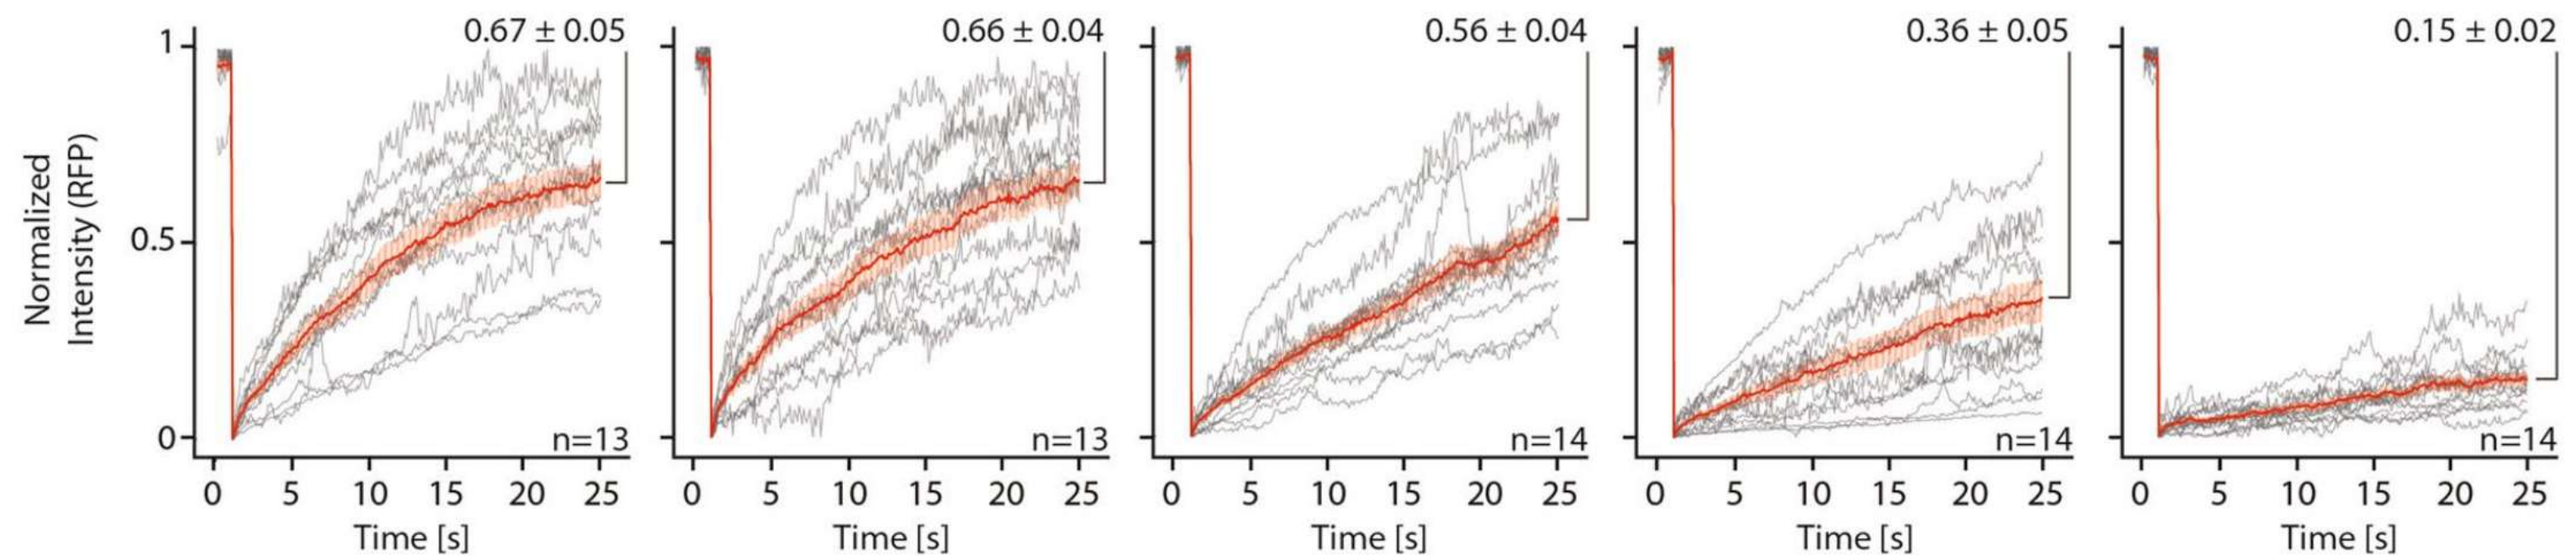 0.67 ± 0.05
0.66 ± 0.04
0.56 ± 0.04
0.36 ± 0.05
0.15 ± 0.02
Normalized
Intensity (RFP)
1
0.5
0
n=13
n=13
n=14
n=14
n=14
0 5 10 15 20 25
0 5 10 15 20 25
0 5 10 15 20 25
0 5 10 15 20 25
0 5 10 15 20 25
Time [s]
Time [s]
Time [s]
Time [s]
Time [s]